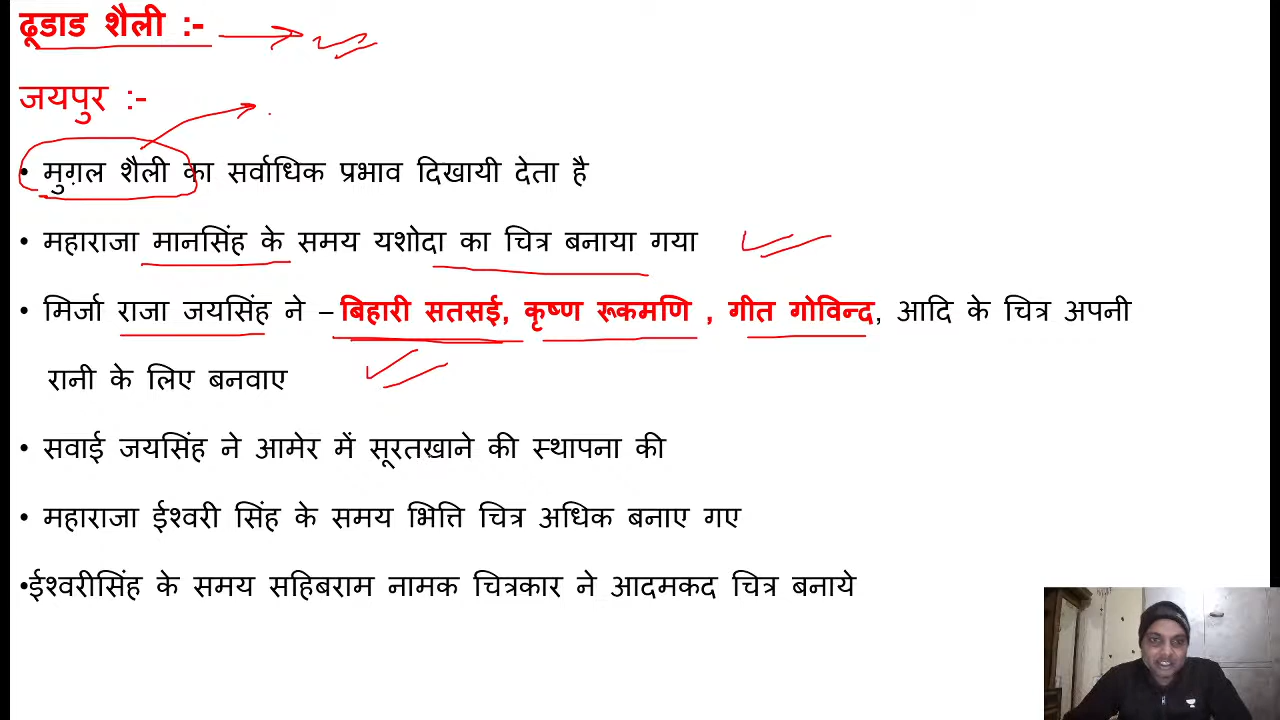 ढूडाड शैली :-
जयपुर :-
• मुग़ल शैली का सर्वाधिक प्रभाव दिखायी देता है
• महाराजा मानसिंह के समय यशोदा का चित्र बनाया गया
• मिर्जा राजा जयसिंह ने – बिहारी सतसई, कृष्ण रूकमणि , गीत गोविन्द, आदि के चित्र अपनी
रानी के लिए बनवाए
• सवाई जयसिंह ने आमेर में सूरतखाने की स्थापना की
• महाराजा ईश्वरी सिंह के समय भित्ति चित्र अधिक बनाए गए
•ईश्वरीसिंह के समय सहिबराम नामक चित्रकार ने आदमकद चित्र बनाये